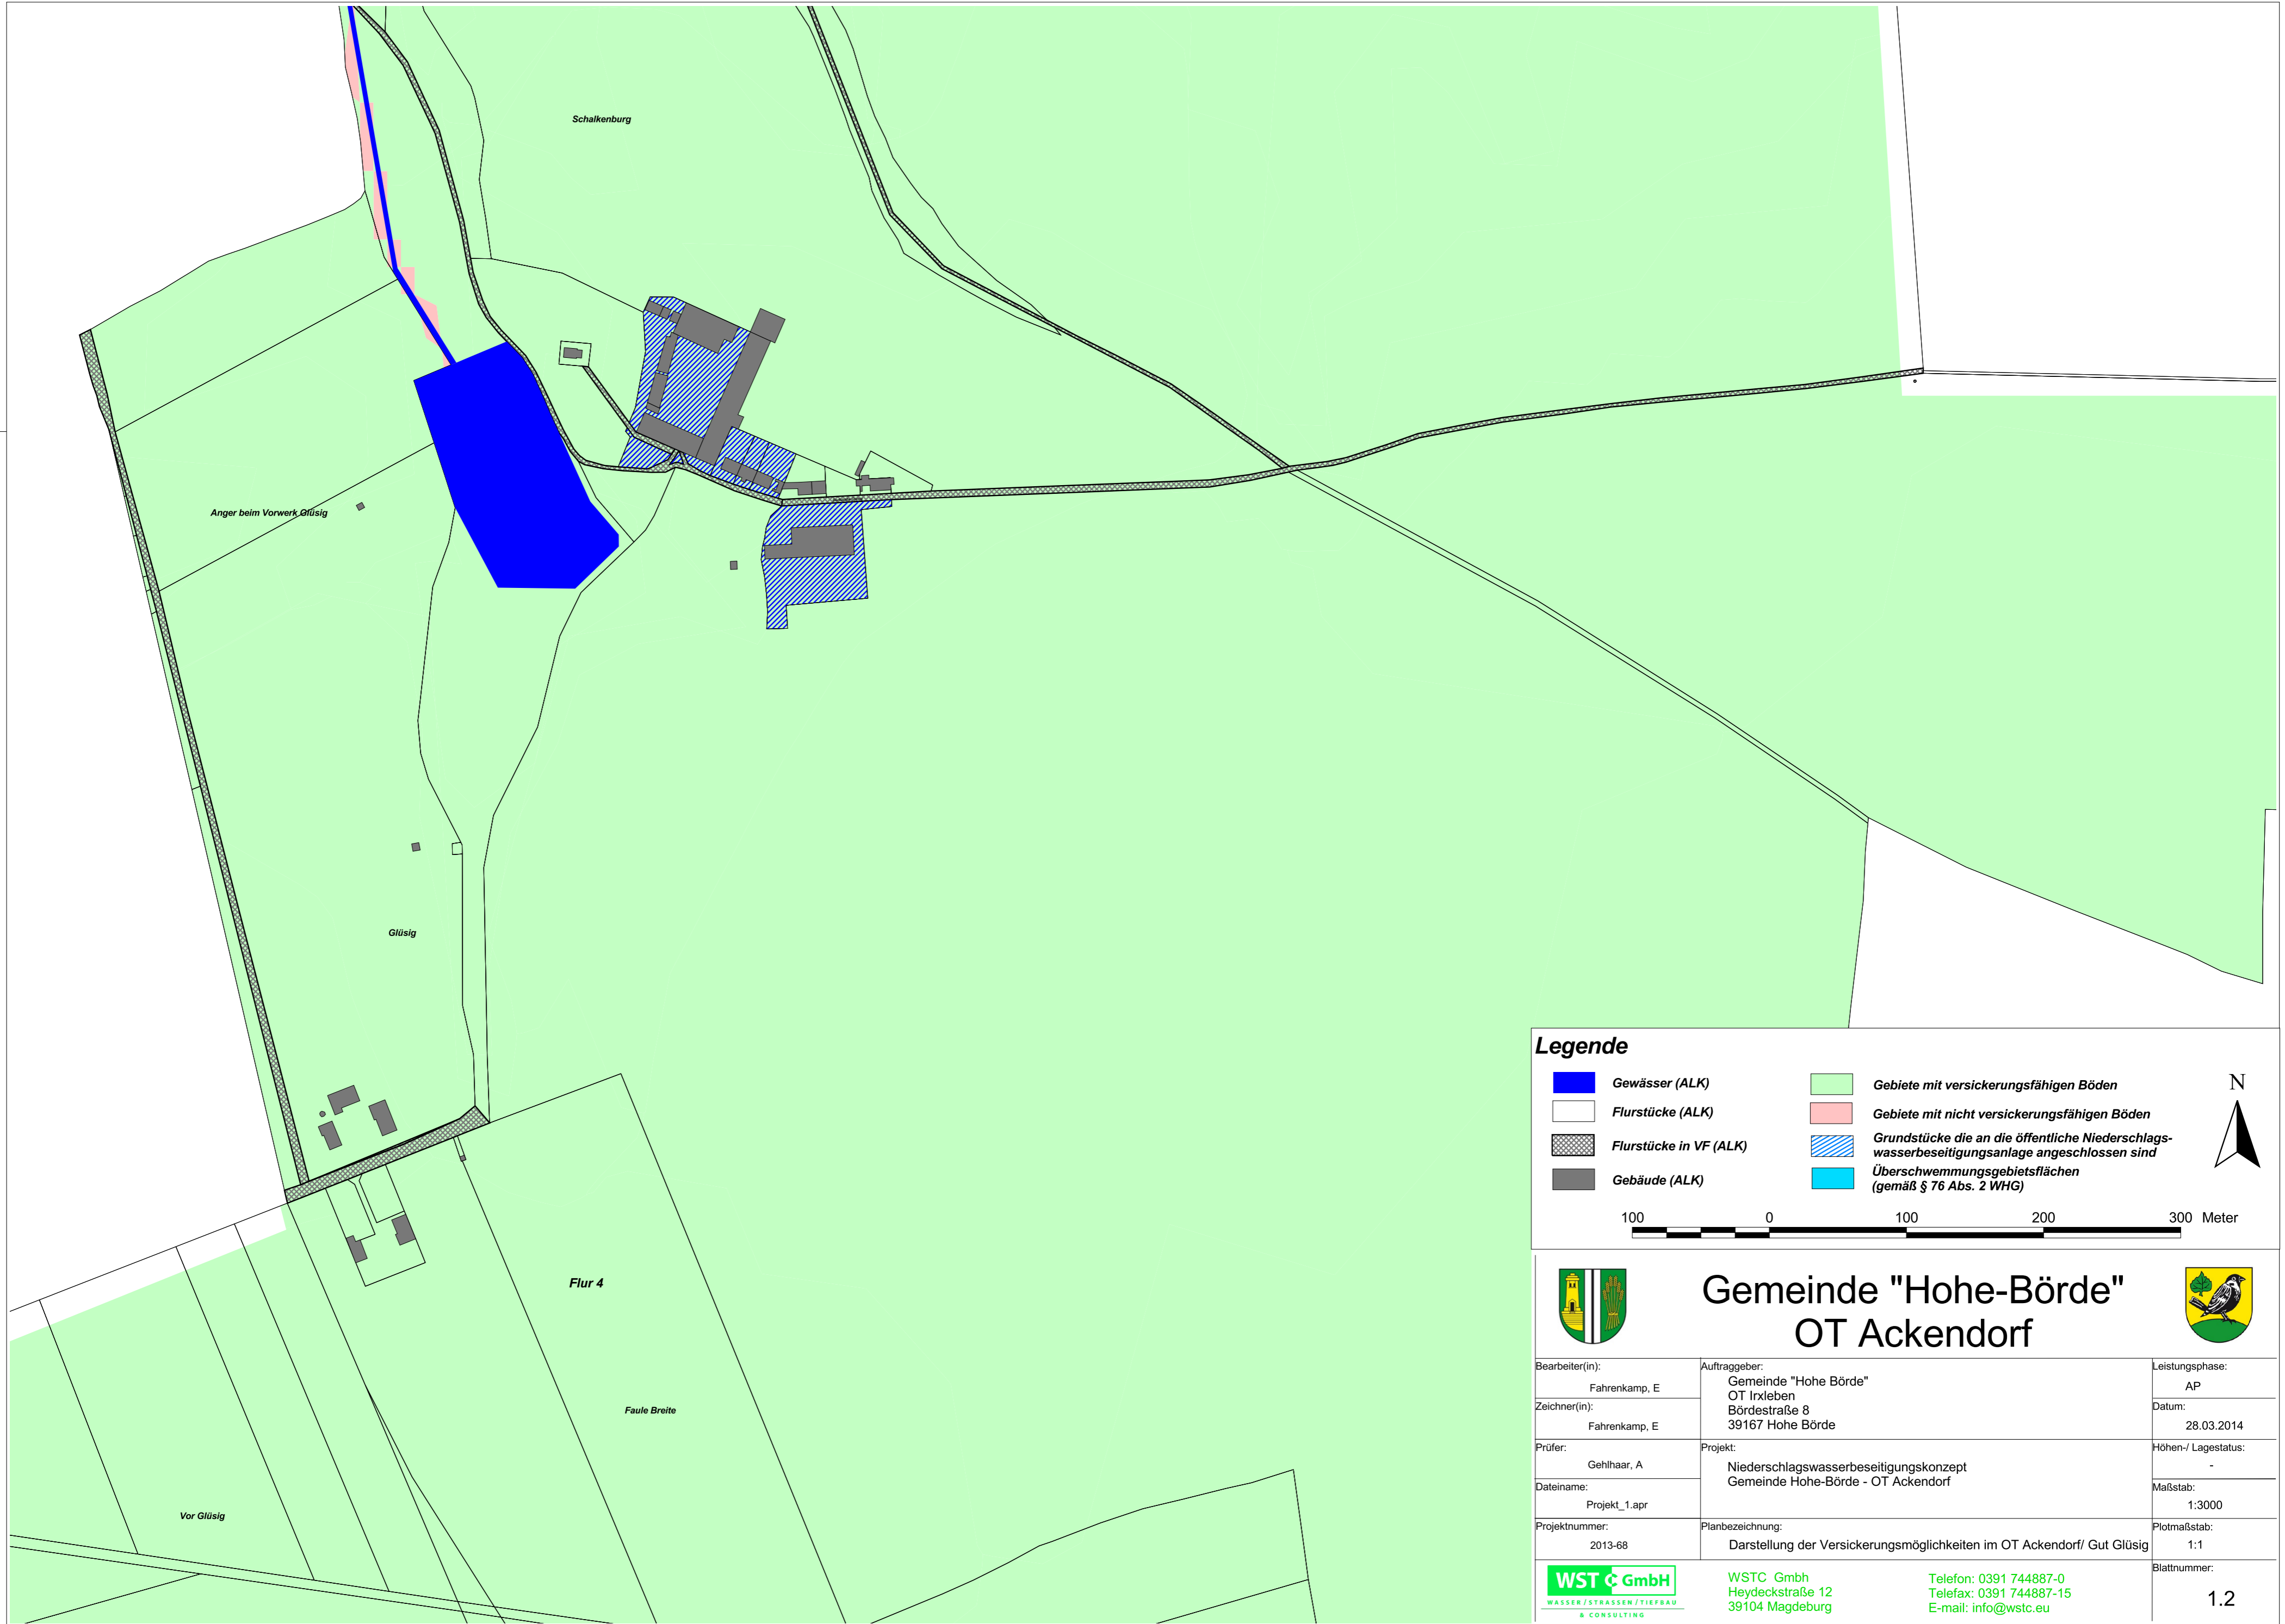 Schalkenburg
Anger beim Vorwerk Glüsig
Glüsig
Flur 4
Faule Breite
Vor Glüsig
Legende
Gewässer (ALK)
Flurstücke (ALK)
Flurstücke in VF (ALK)
Gebäude (ALK)
Gebiete mit versickerungsfähigen Böden
Gebiete mit nicht versickerungsfähigen Böden
Grundstücke die an die öffentliche Niederschlags-
wasserbeseitigungsanlage angeschlossen sind
Überschwemmungsgebietsflächen
(gemäß § 76 Abs. 2 WHG)
N
100 0 100 200 300 Meter
Gemeinde "Hohe-Börde"
OT Ackendorf
Bearbeiter(in):
Fahrenkamp, E
Zeichner(in):
Fahrenkamp, E
Prüfer:
Gehlhaar, A
Dateiname:
Projekt_1.apr
Projektnummer:
2013-68
Auftraggeber:
Gemeinde "Hohe Börde"
OT Irxleben
Bördestraße 8
39167 Hohe Börde
Projekt:
Niederschlagswasserbeseitigungskonzept
Gemeinde Hohe-Börde - OT Ackendorf
Planbezeichnung:
Darstellung der Versickerungsmöglichkeiten im OT Ackendorf/ Gut Glüsig
Leistungsphase:
AP
Datum:
28.03.2014
Höhen-/ Lagestatus:
-
Maßstab:
1:3000
Plotmaßstab:
1:1
Blattnummer:
1.2
WSTC GmbH
WASSER / STRASSEN / TIEFBAU
& CONSULTING
WSTC Gmbh
Heydeckstraße 12
39104 Magdeburg
Telefon: 0391 744887-0
Telefax: 0391 744887-15
E-mail: info@wstc.eu